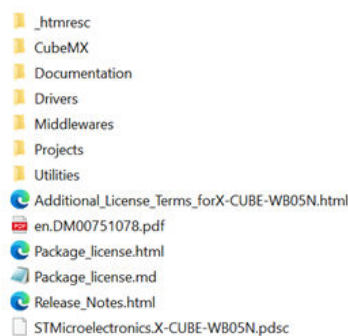 _htmresc
CubeMX
Documentation
Drivers
Middlewares
Projects
Utilities
Additional_License_Terms_forX-CUBE-WB05N.html
en.DM00751078.pdf
Package_license.html
Package_license.md
Release_Notes.html
STMicroelectronics.X-CUBE-WB05N.pdsc